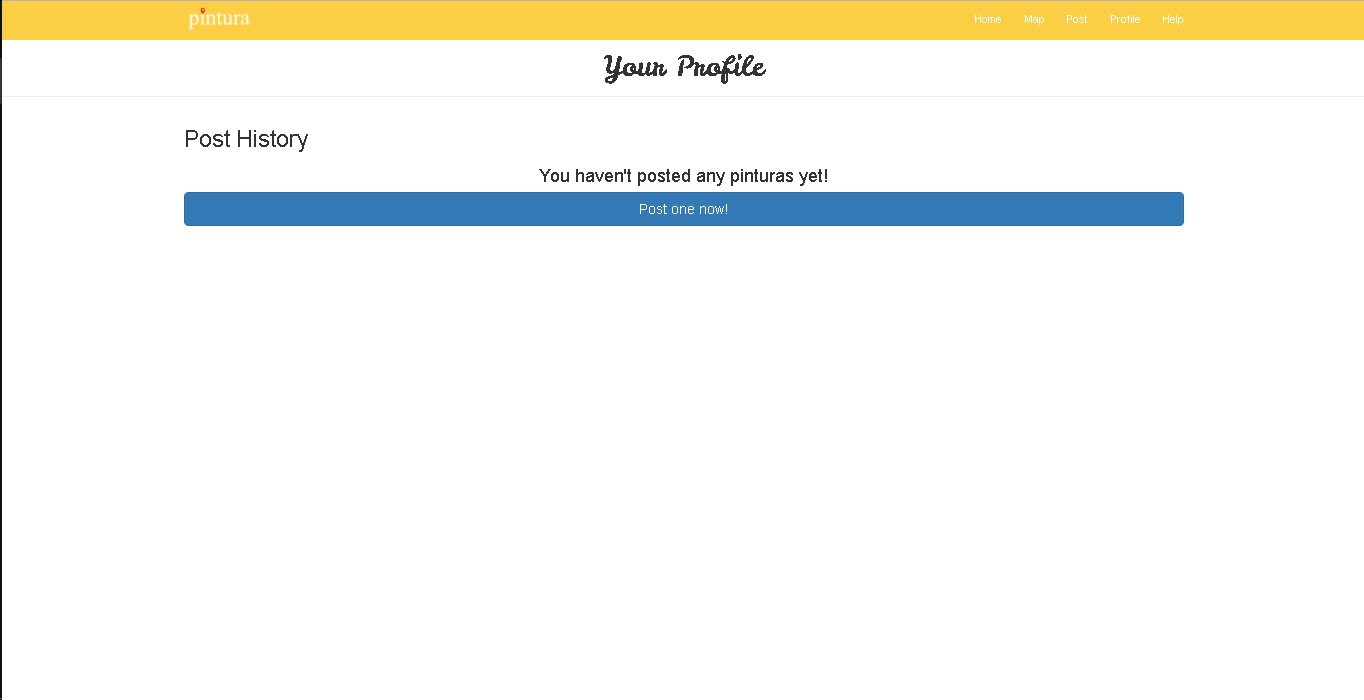 pintura
Home Map Post Profile Help
Your Profile
Post History
You haven't posted any pinturas yet!
Post one now!